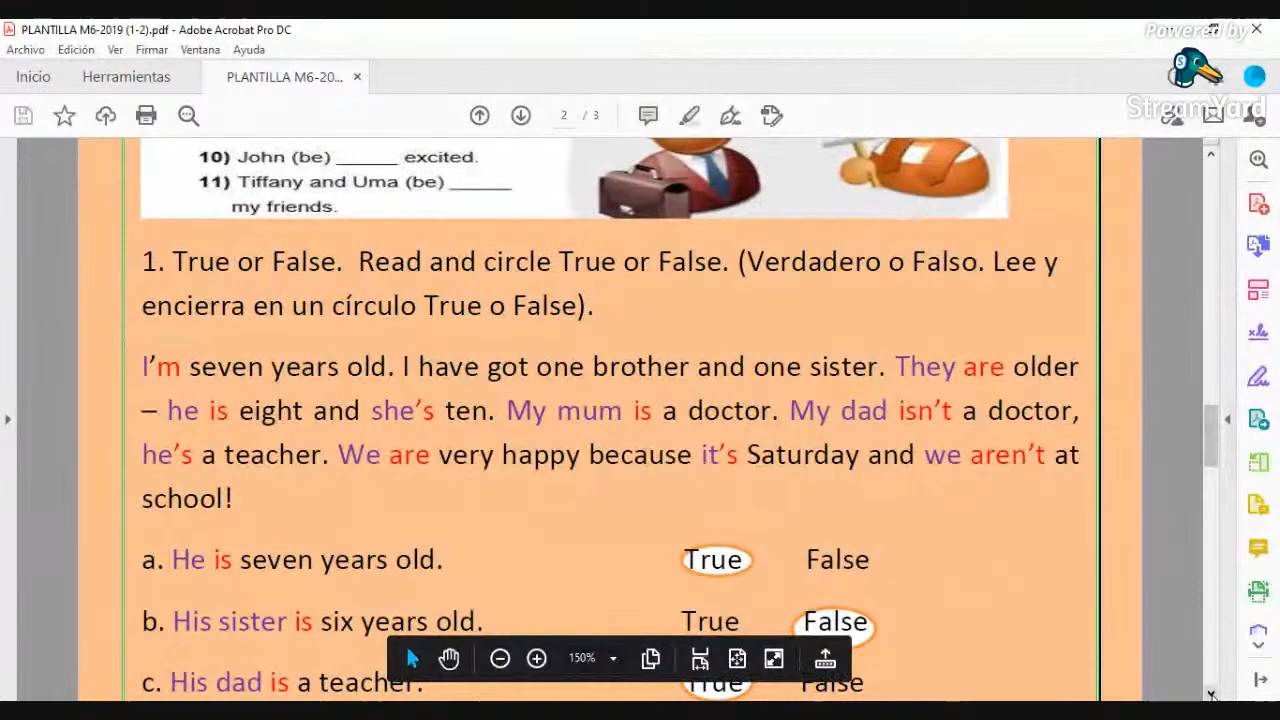 PLANTILLA M6-2019 (1-2).pdf - Adobe Acrobat Pro DC
Powered by
Archivo Edición Ver Firmar Ventana Ayuda
Inicio Herramientas PLANTILLA M6-20...
StreamYard
2 / 3
10) John (be) ______ excited.
11) Tiffany and Uma (be) ______
my friends.
1. True or False. Read and circle True or False. (Verdadero o Falso. Lee y
encierra en un círculo True o False).
I’m seven years old. I have got one brother and one sister. They are older
– he is eight and she’s ten. My mum is a doctor. My dad isn’t a doctor,
he’s a teacher. We are very happy because it’s Saturday and we aren’t at
school!
a. He is seven years old. True False
b. His sister is six years old. True False
150%
c. His dad is a teacher. True False